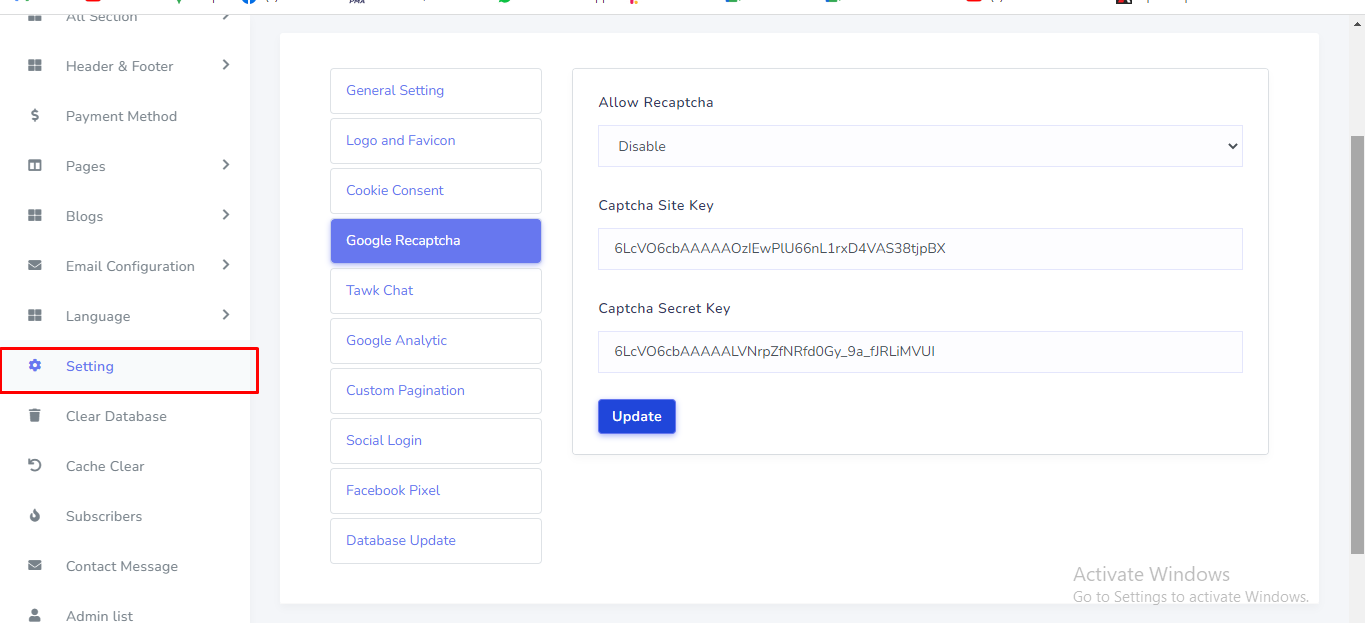 All Section
Header & Footer
Payment Method
Pages
Blogs
Email Configuration
Language
Setting
Clear Database
Cache Clear
Subscribers
Contact Message
Admin list
General Setting
Logo and Favicon
Cookie Consent
Google Recaptcha
Tawk Chat
Google Analytic
Custom Pagination
Social Login
Facebook Pixel
Database Update
Allow Recaptcha
Disable
Captcha Site Key
6LcVO6cbAAAAAOzIEwPlU66nL1rxD4VAS38tjpBX
Captcha Secret Key
6LcVO6cbAAAAALVNrpZfNRfd0Gy_9a_fJRLiMVUI
Update
Activate Windows
Go to Settings to activate Windows.